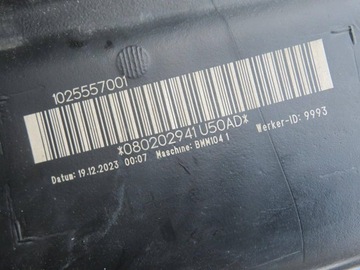 1025557001
*080202941U50AD*
Datum: 19.12.2023 00:07 Maschine: BMM104 1 Werker-ID: 9993